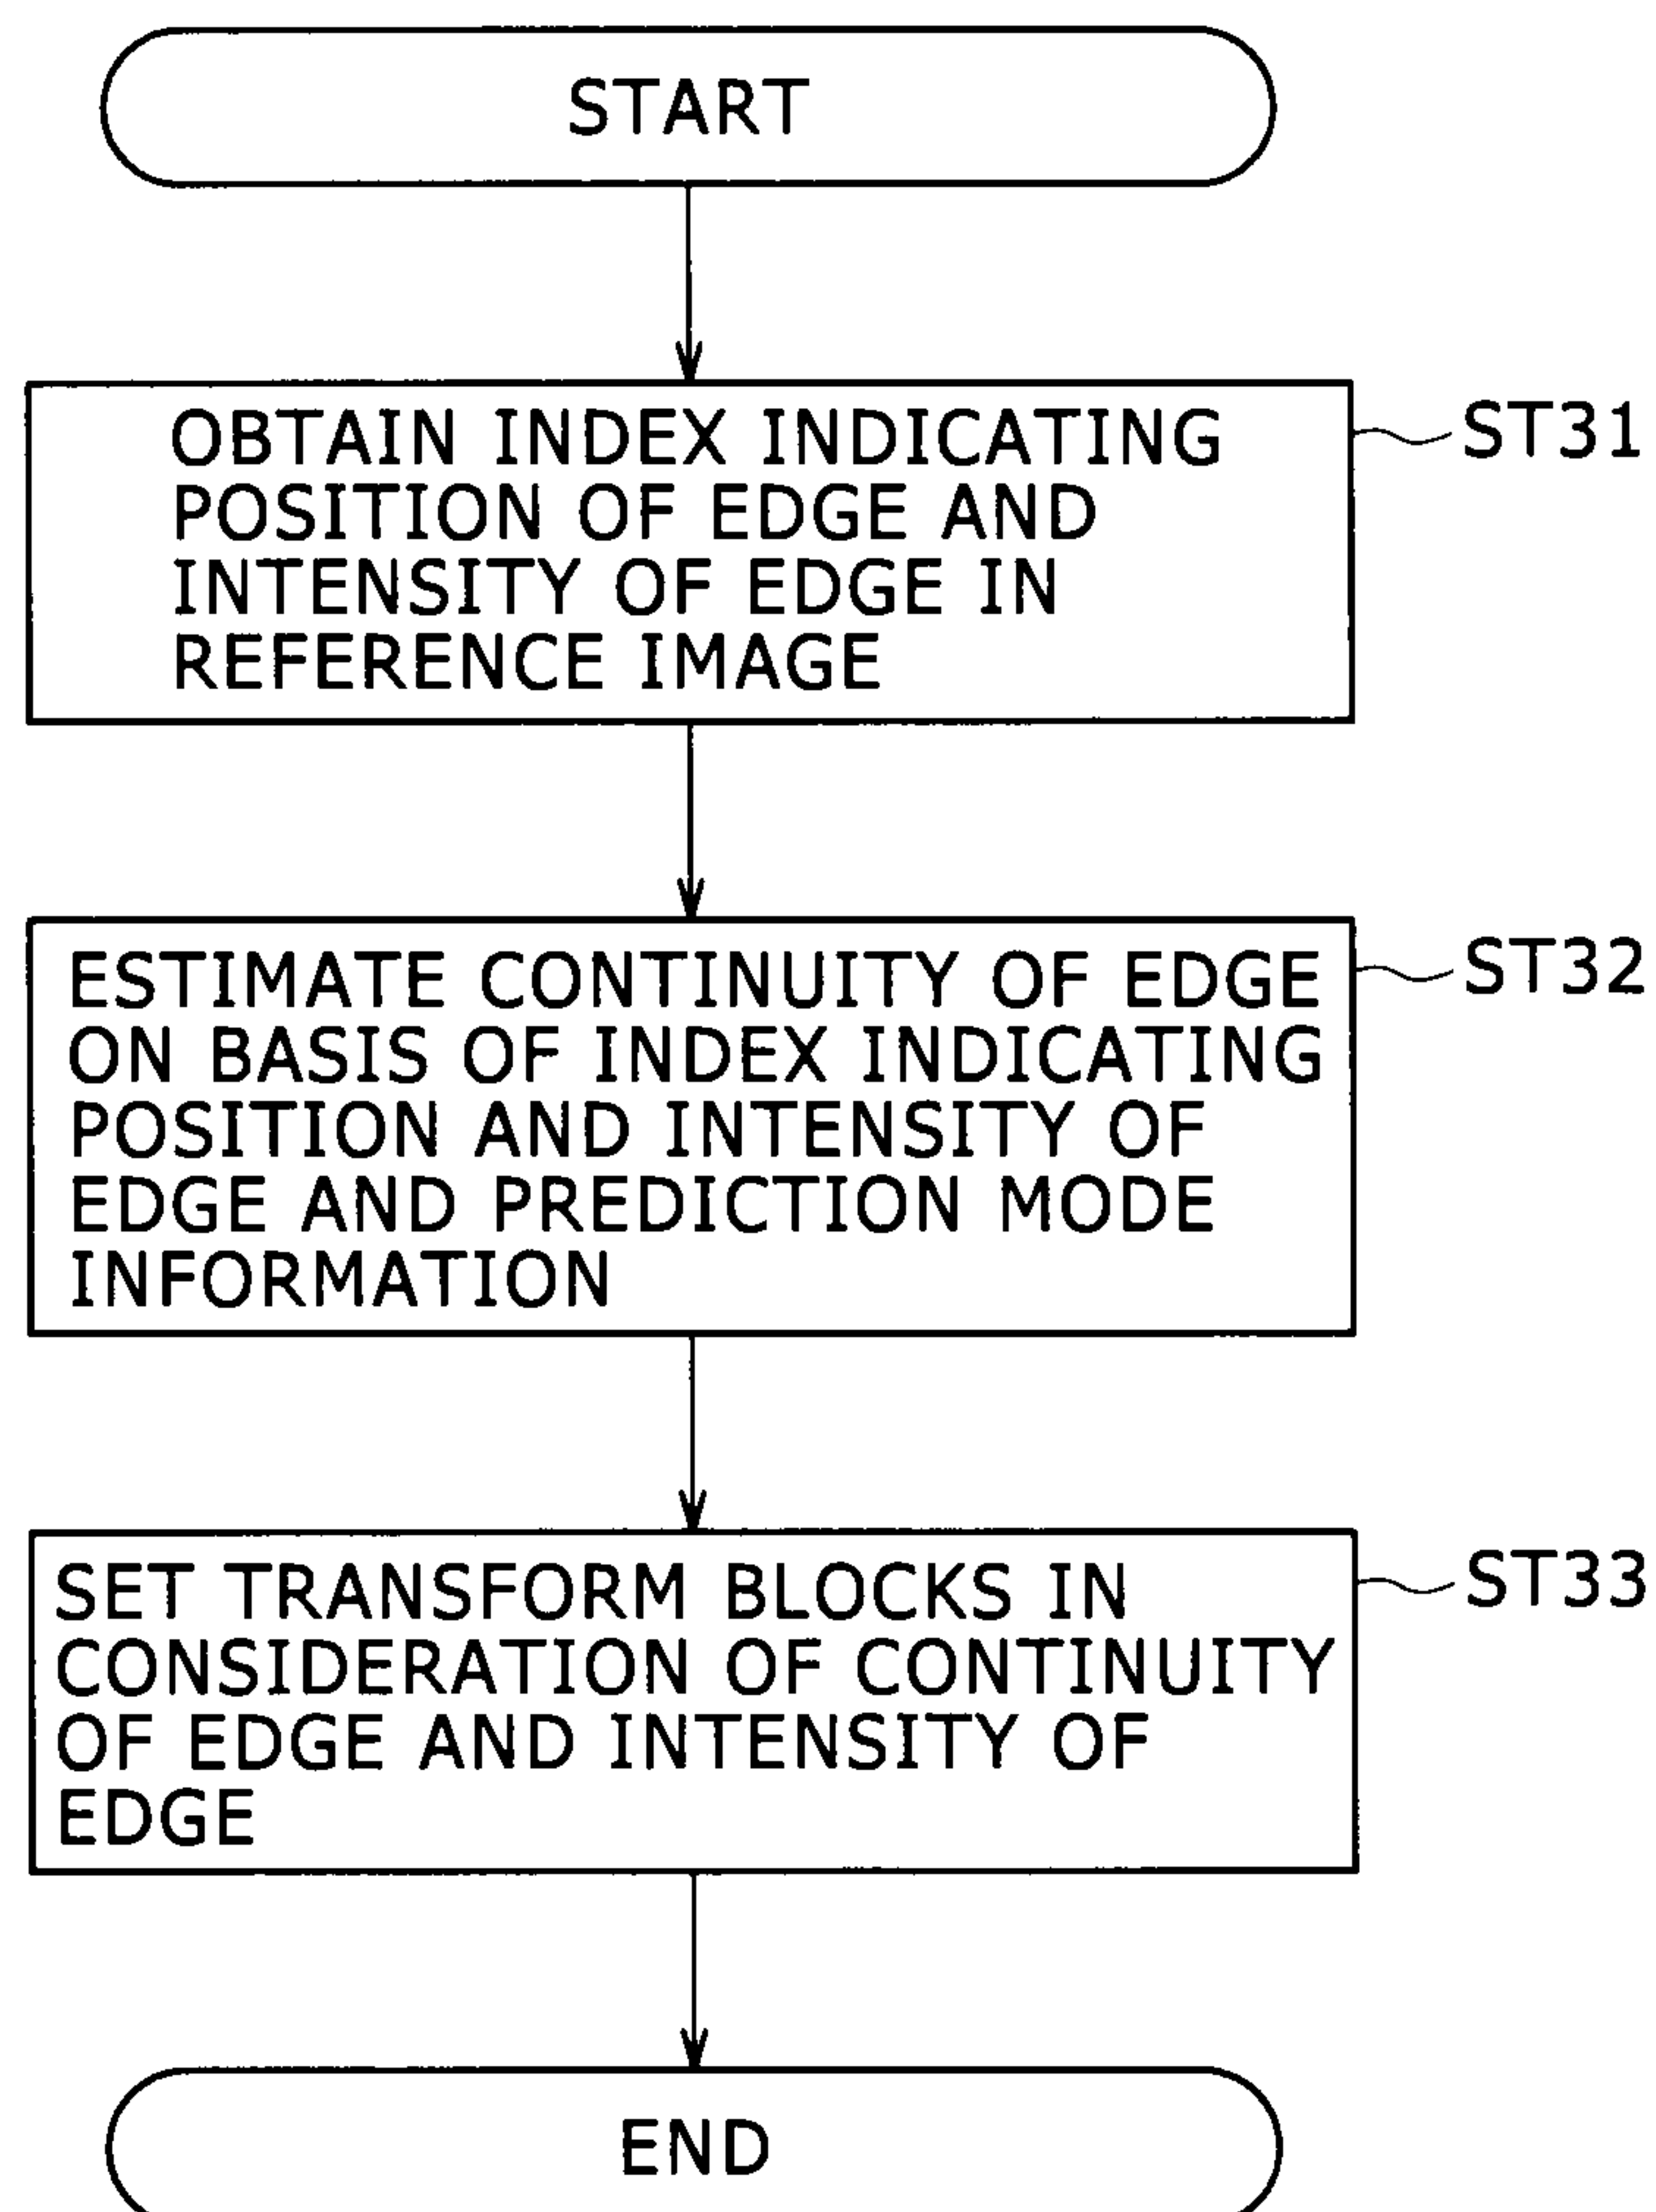 START
OBTAIN INDEX INDICATING
POSITION OF EDGE AND
INTENSITY OF EDGE IN
REFERENCE IMAGE
ST31
ESTIMATE CONTINUITY OF EDGE
ON BASIS OF INDEX INDICATING
POSITION AND INTENSITY OF
EDGE AND PREDICTION MODE
INFORMATION
ST32
SET TRANSFORM BLOCKS IN
CONSIDERATION OF CONTINUITY
OF EDGE AND INTENSITY OF
EDGE
ST33
END